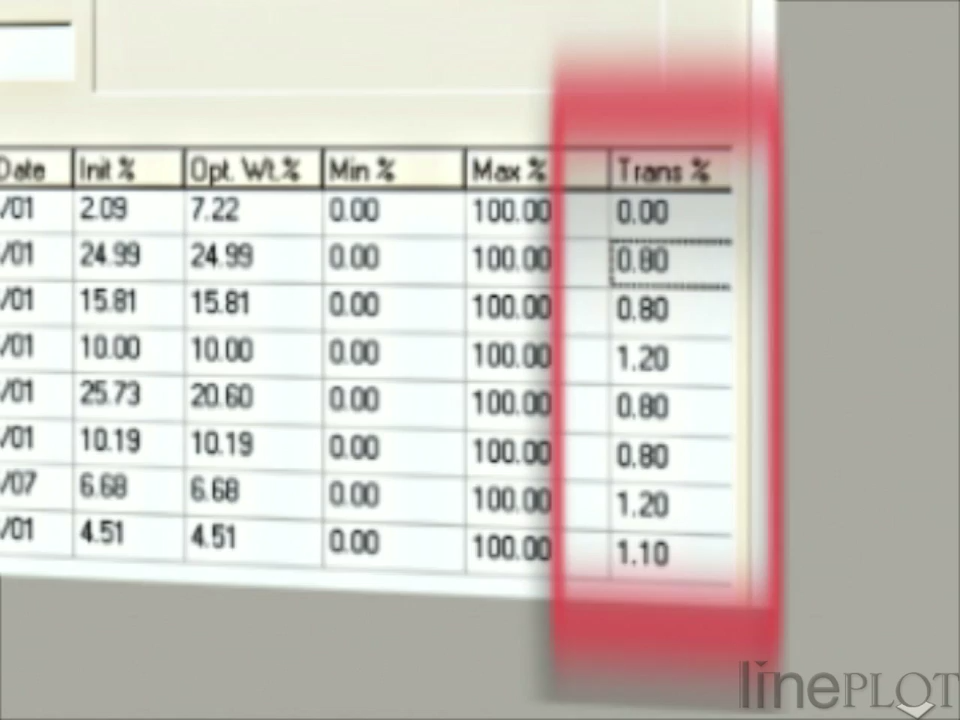 Date Init % Opt. Wt.% Min % Max % Trans %
/01 2.09 7.22 0.00 100.00 0.00
/01 24.99 24.99 0.00 100.00 0.80
/01 15.81 15.81 0.00 100.00 0.80
/01 10.00 10.00 0.00 100.00 1.20
/01 25.73 20.60 0.00 100.00 0.80
/01 10.19 10.19 0.00 100.00 0.80
/07 6.68 6.68 0.00 100.00 1.20
/01 4.51 4.51 0.00 100.00 1.10
linePLOT